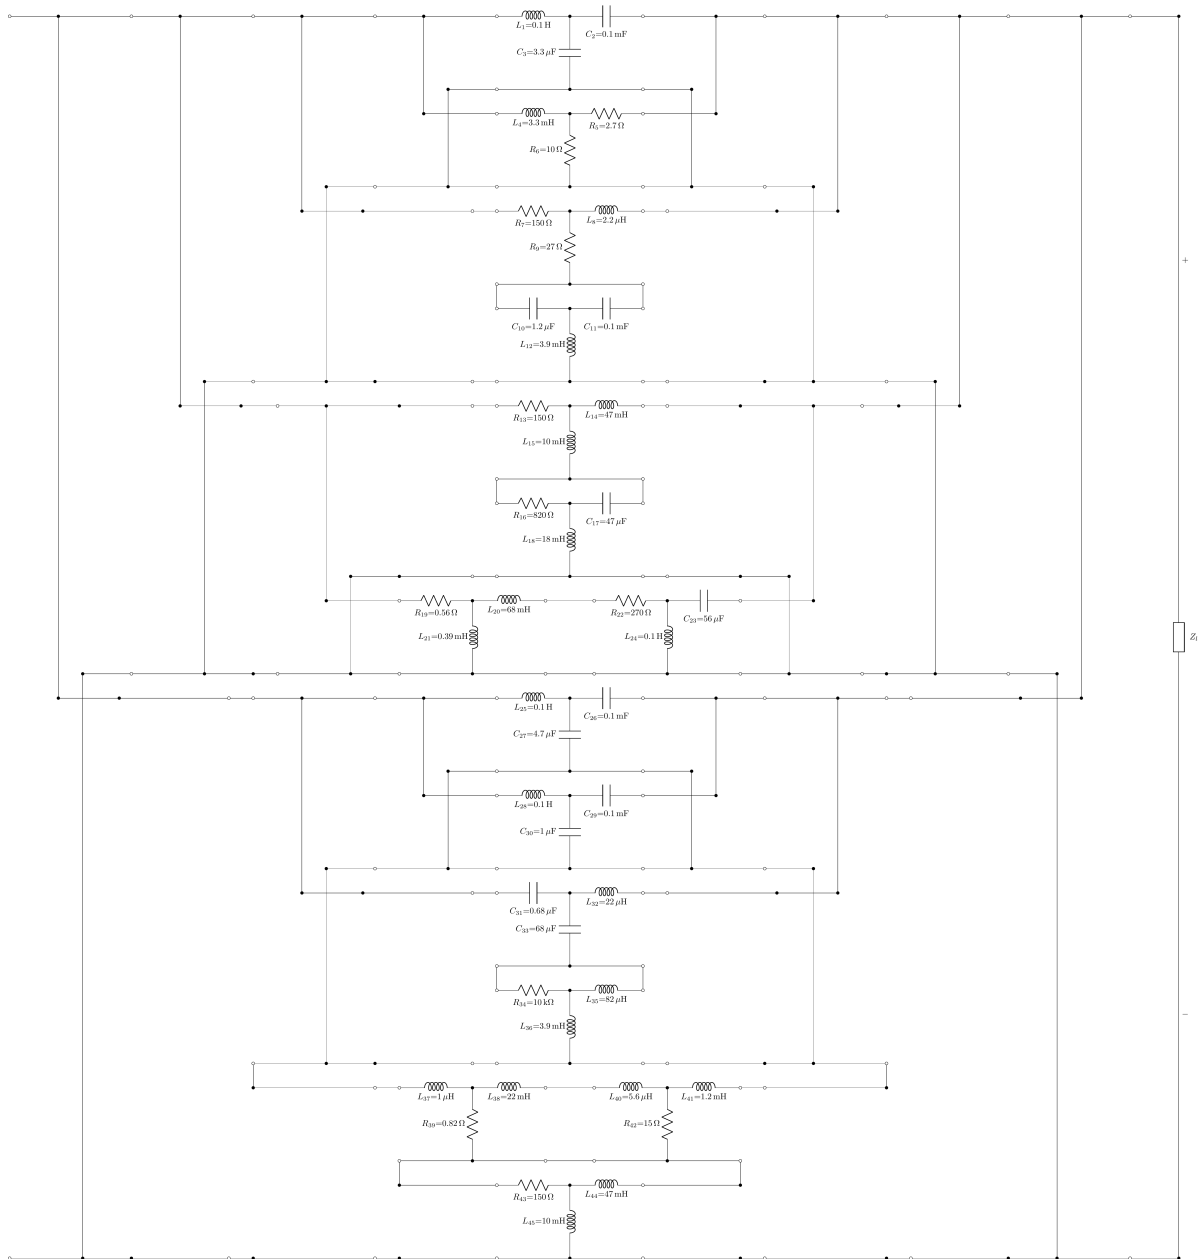 L1=0.1 H
C2=0.1 mF
C3=3.3 μF
L4=3.3 mH
R5=2.7 Ω
R6=10 Ω
R7=150 Ω
L8=2.2 μH
R9=27 Ω
C10=1.2 μF
C11=0.1 mF
L12=3.9 mH
R13=150 Ω
L14=47 mH
L15=10 mH
R16=820 Ω
C17=47 μF
L18=18 mH
R19=0.56 Ω
L20=68 mH
R22=270 Ω
C23=56 μF
L21=0.39 mH
L24=0.1 H
+
Zl
−
L25=0.1 H
C26=0.1 mF
C27=4.7 μF
L28=0.1 H
C29=0.1 mF
C30=1 μF
C31=0.68 μF
L32=22 μH
C33=68 μF
R34=10 kΩ
L35=82 μH
L36=3.9 mH
L37=1 μH
L38=22 mH
L40=5.6 μH
L41=1.2 mH
R39=0.82 Ω
R42=15 Ω
R43=150 Ω
L44=47 mH
L45=10 mH